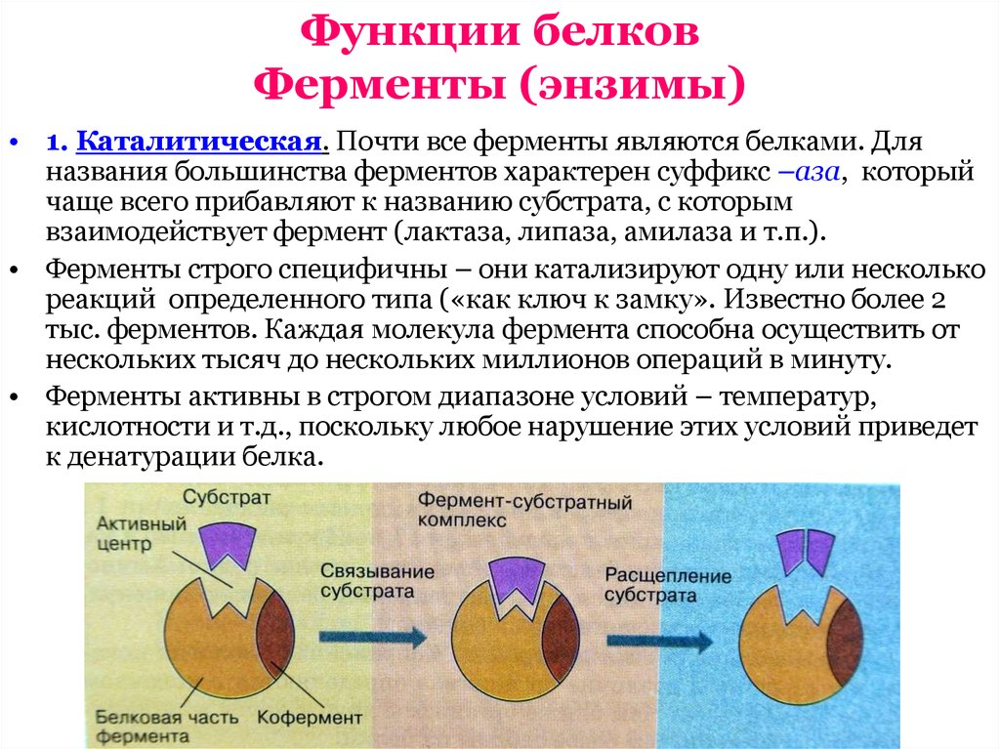 Функции белков
Ферменты (энзимы)
• 1. Каталитическая. Почти все ферменты являются белками. Для
названия большинства ферментов характерен суффикс –аза, который
чаще всего прибавляют к названию субстрата, с которым
взаимодействует фермент (лактаза, липаза, амилаза и т.п.).
• Ферменты строго специфичны – они катализируют одну или несколько
реакций определенного типа («как ключ к замку». Известно более 2
тыс. ферментов. Каждая молекула фермента способна осуществить от
нескольких тысяч до нескольких миллионов операций в минуту.
• Ферменты активны в строгом диапазоне условий – температур,
кислотности и т.д., поскольку любое нарушение этих условий приведет
к денатурации белка.
Субстрат
Активный
центр
Белковая часть
фермента
Кофермент
Связывание
субстрата
Фермент-субстратный
комплекс
Расщепление
субстрата